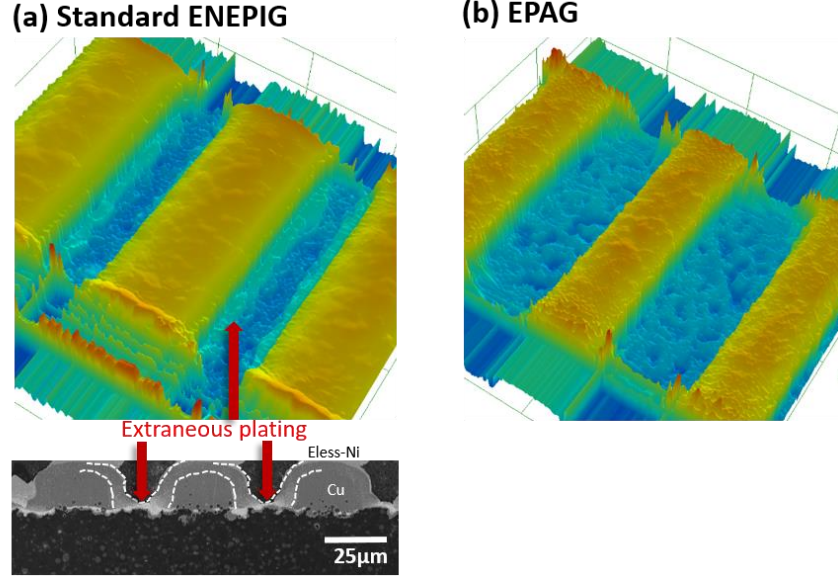 (a) Standard ENEPIG
(b) EPAG
Extraneous plating
Eless-Ni
Cu
25µm